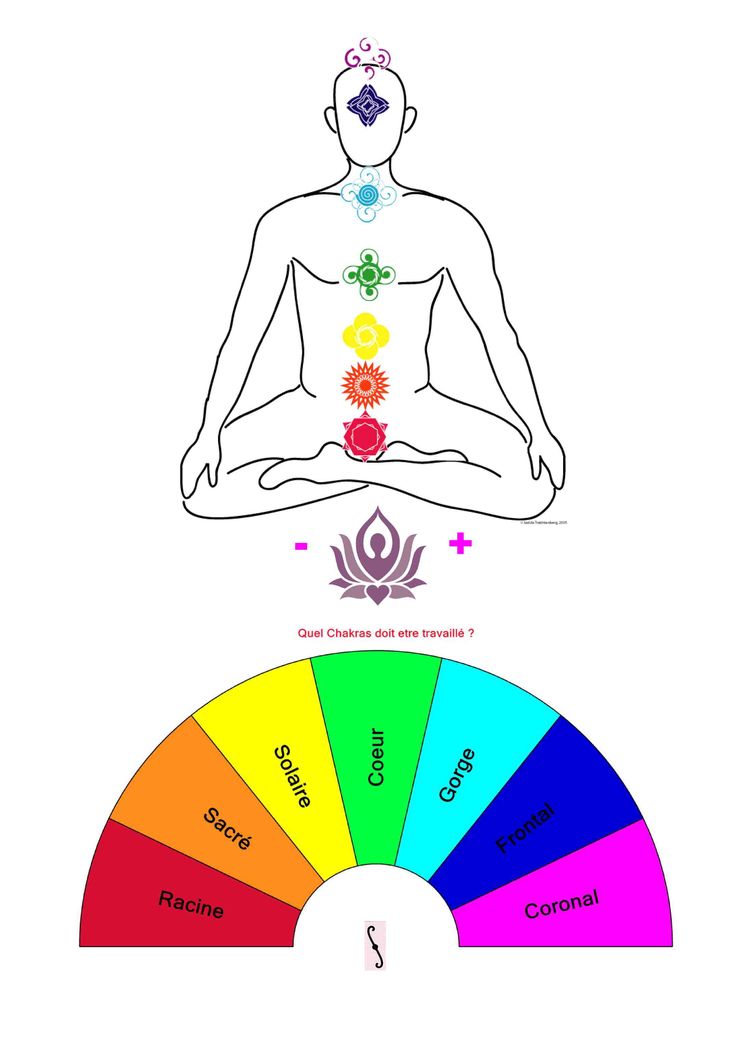 - +
Quel Chakras doit etre travaillé ?
Racine
Sacré
Solaire
Coeur
Gorge
Frontal
Coronal